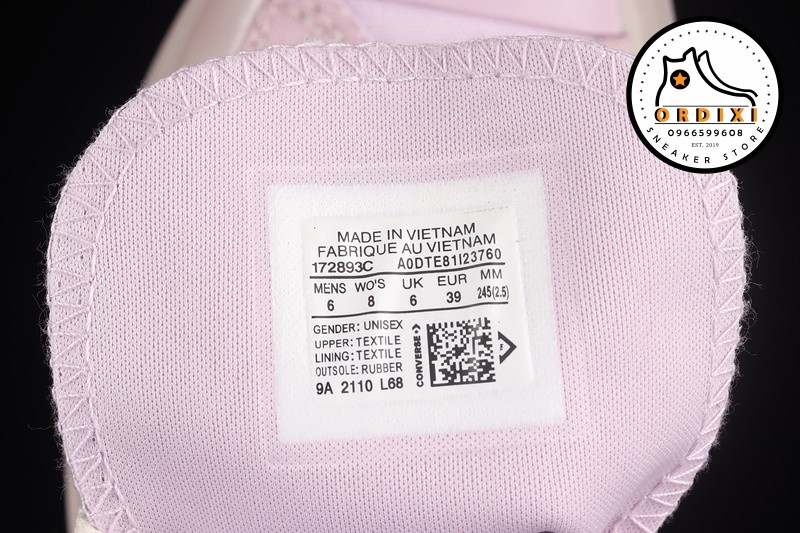 ORDIXI
0966599608
EST. 2019
SNEAKER STORE
MADE IN VIETNAM
FABRIQUE AU VIETNAM
172893C A0DTE81I23760
MENS WO'S UK EUR MM
6 8 6 39 245(2.5)
GENDER: UNISEX
UPPER: TEXTILE
LINING: TEXTILE
OUTSOLE: RUBBER
9A 2110 L68
CONVERSE